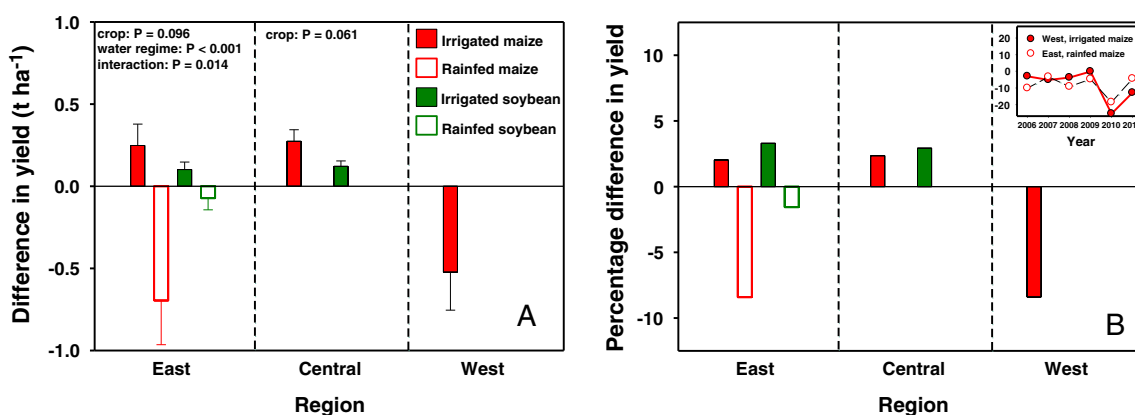 1.0
0.5
0.0
-0.5
-1.0
Difference in yield (t ha-1)
crop: P = 0.096
water regime: P < 0.001
interaction: P = 0.014
crop: P = 0.061
Irrigated maize
Rainfed maize
Irrigated soybean
Rainfed soybean
A
East Central West
Region
10
5
0
-5
-10
Percentage difference in yield
20
10
0
-10
-20
West, irrigated maize
East, rainfed maize
2006 2007 2008 2009 2010
Year
B
East Central West
Region